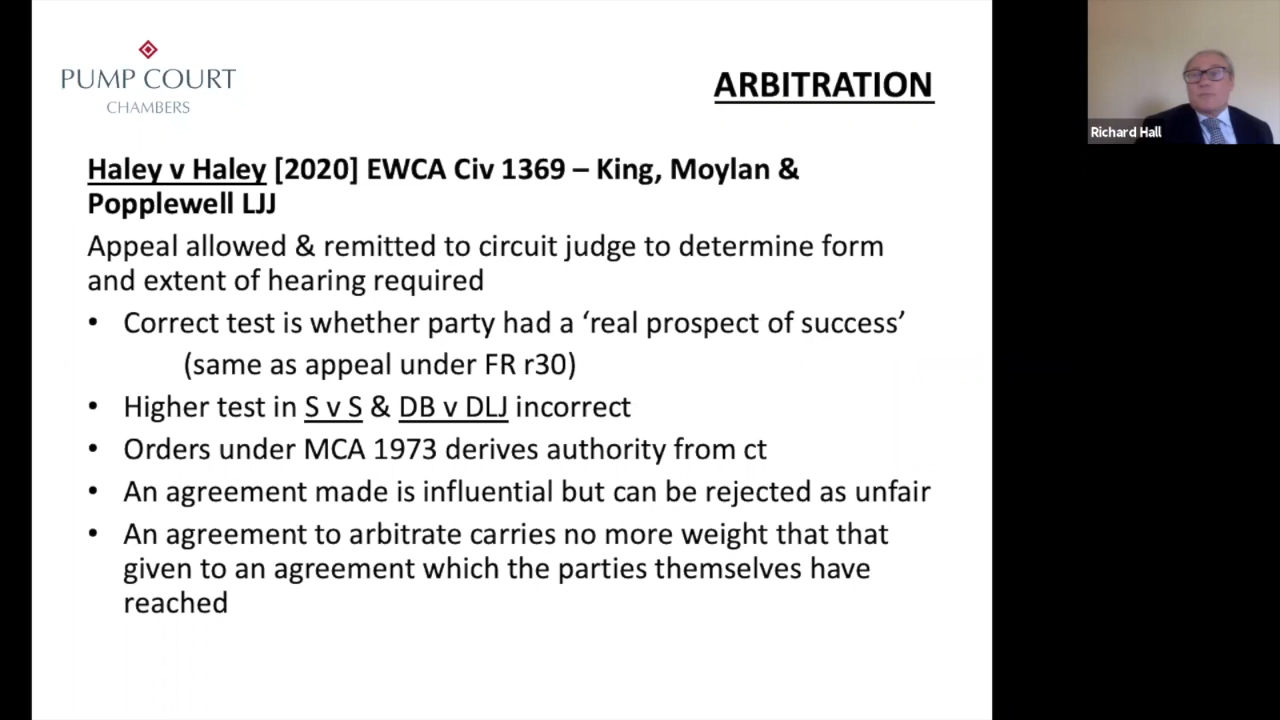 PUMP COURT
CHAMBERS
ARBITRATION
Richard Hall
Haley v Haley [2020] EWCA Civ 1369 – King, Moylan &
Popplewell LJJ
Appeal allowed & remitted to circuit judge to determine form
and extent of hearing required
• Correct test is whether party had a ‘real prospect of success’
(same as appeal under FR r30)
• Higher test in S v S & DB v DLJ incorrect
• Orders under MCA 1973 derives authority from ct
• An agreement made is influential but can be rejected as unfair
• An agreement to arbitrate carries no more weight that that
given to an agreement which the parties themselves have
reached